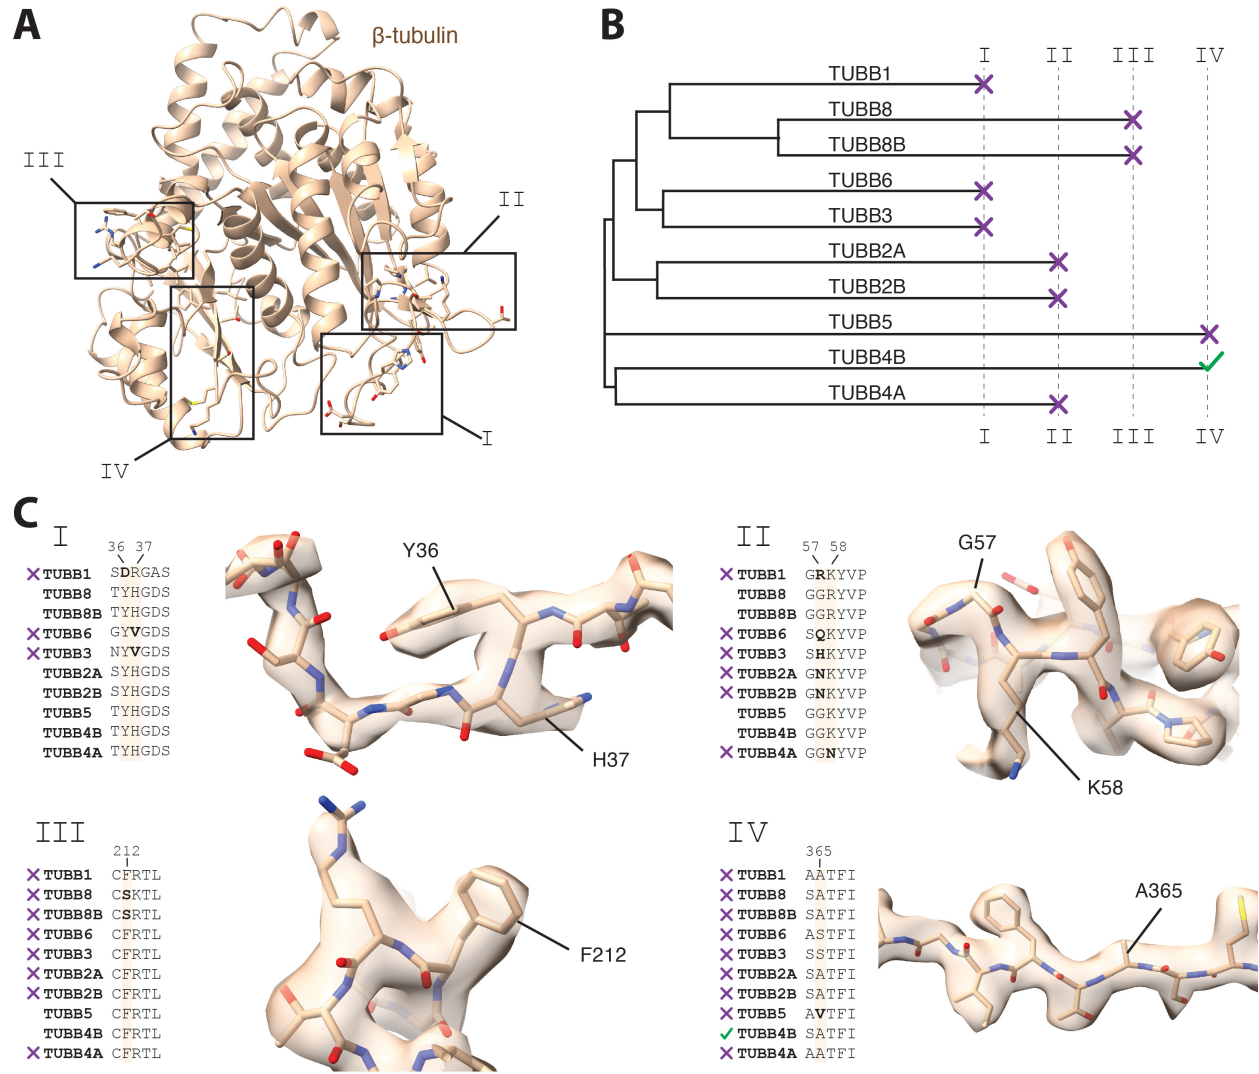 A
β-tubulin
III
II
I
IV
B
I II III IV
TUBB1
TUBB8
TUBB8B
TUBB6
TUBB3
TUBB2A
TUBB2B
TUBB5
TUBB4B
TUBB4A
I II III IV
C
I
36 37
TUBB1 SDRGAS
TUBB8 TYHGDS
TUBB8B TYHGDS
TUBB6 GYVGDS
TUBB3 NYVGDS
TUBB2A SYHGDS
TUBB2B SYHGDS
TUBB5 TYHGDS
TUBB4B TYHGDS
TUBB4A TYHGDS
Y36
H37
II
57 58
TUBB1 GRKYVP
TUBB8 GGRYVP
TUBB8B GGRYVP
TUBB6 SQKYVP
TUBB3 SHKYVP
TUBB2A GNKYVP
TUBB2B GNKYVP
TUBB5 GGKYVP
TUBB4B GGKYVP
TUBB4A GGNYVP
G57
K58
III
212
TUBB1 CFRTL
TUBB8 CSKTL
TUBB8B CSRTL
TUBB6 CFRTL
TUBB3 CFRTL
TUBB2A CFRTL
TUBB2B CFRTL
TUBB5 CFRTL
TUBB4B CFRTL
TUBB4A CFRTL
F212
IV
365
TUBB1 AATFI
TUBB8 SATFI
TUBB8B SATFI
TUBB6 ASTFI
TUBB3 SSTFI
TUBB2A SATFI
TUBB2B SATFI
TUBB5 AVTFI
TUBB4B SATFI
TUBB4A AATFI
A365